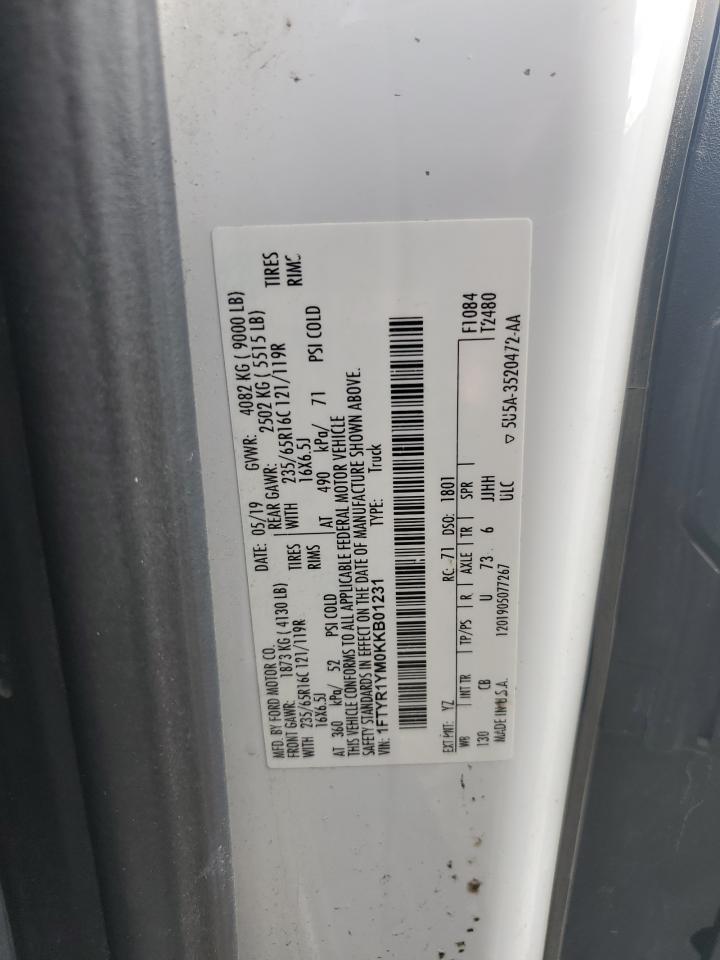 MFD. BY FORD MOTOR CO. DATE: 05/19 GVWR: 4082 KG ( 9000 LB)
FRONT GAWR: 1873 KG ( 4130 LB) REAR GAWR: 2502 KG ( 5515 LB)
WITH 235/65R16C 121/119R TIRES WITH 235/65R16C 121/119R TIRES
16X6.5J RIMS 16X6.5J RIMS
AT 360 kPa/ 52 PSI COLD AT 490 kPa/ 71 PSI COLD
THIS VEHICLE CONFORMS TO ALL APPLICABLE FEDERAL MOTOR VEHICLE
SAFETY STANDARDS IN EFFECT ON THE DATE OF MANUFACTURE SHOWN ABOVE.
VIN: 1FTYR1YM0KKB01231 TYPE: Truck
EXT PNT: YZ RC: 71 DSO: 1801
WB INT TR TP/PS R AXLE TR SPR F1084
130 CB U 73 6 JJHH T2480
MADE IN U.S.A. 1201905077267 ULC ▽ 5U5A-3520472-AA